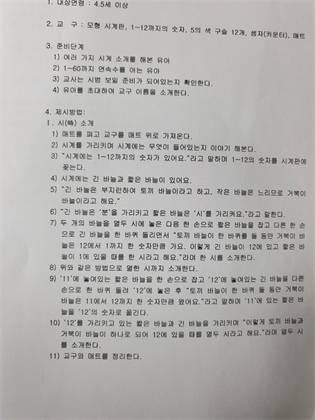 1. 대상연령 : 4.5세 이상
2. 교 구 : 모형 시계판, 1~12까지의 숫자, 5의 색 구슬 12개, 셈자(카운터), 매트
3. 준비단계
1) 여러 가지 시계 소개를 해본 유아
2) 1~60까지 연속수를 아는 유아
3) 교사는 시범 보일 준비가 되어있는지 확인한다.
4) 유아를 초대하여 교구 이름을 소개한다.
4. 제시방법:
1. 시(時) 소개
1) 매트를 펴고 교구를 매트 위로 가져온다.
2) 시계를 가리키며 시계에는 무엇이 들어있는지 이야기 해본다.
3) "시계에는 1~12까지의 숫자가 있어요."라고 말하며 1~12의 숫자를 시계판에
꽂는다.
4) 시계에는 긴 바늘과 짧은 바늘이 있어요.
5) "긴 바늘은 부지런하여 토끼 바늘이라고 하고, 작은 바늘은 느리므로 거북이
바늘이라고 해요."
6) "긴 바늘은 '분'을 가리키고 짧은 바늘은 '시'를 가리켜요."라고 말한다.
7) 두 개의 바늘을 열두 시에 놓은 다음 한 손으로 짧은 바늘을 잡고 다른 한 손
으로 긴 바늘을 한 바퀴 돌리면서 "토끼 바늘이 한 바퀴를 돌 동안 거북이 바
늘은 12에서 1까지 한 숫자만큼 가요. 이렇게 긴 바늘이 12에 있고 짧은 바
늘이 1에 있을 때를 한 시라고 해요."라며 한 시를 소개한다.
8) 위와 같은 방법으로 열한 시까지 소개한다.
9) '11'에 놓여있는 짧은 바늘을 한 손으로 잡고 '12'에 놓여있는 긴 바늘을 다른
손으로 한 바퀴 돌려 '12'에 놓은 후 "토끼 바늘이 한 바퀴 돌 동안 거북이
바늘은 11에서 12까지 한 숫자만큼 왔어요."라고 말하며 '11'에 있는 짧은 바
늘을 '12'의 숫자로 옮긴다.
10) '12'를 가리키고 있는 짧은 바늘과 긴 바늘을 가리키며 "이렇게 토끼 바늘과
거북이 바늘이 하나로 되어 12에 있을 때를 열두 시라고 해요."라며 열두 시
를 소개한다.
11) 교구와 매트를 정리한다.